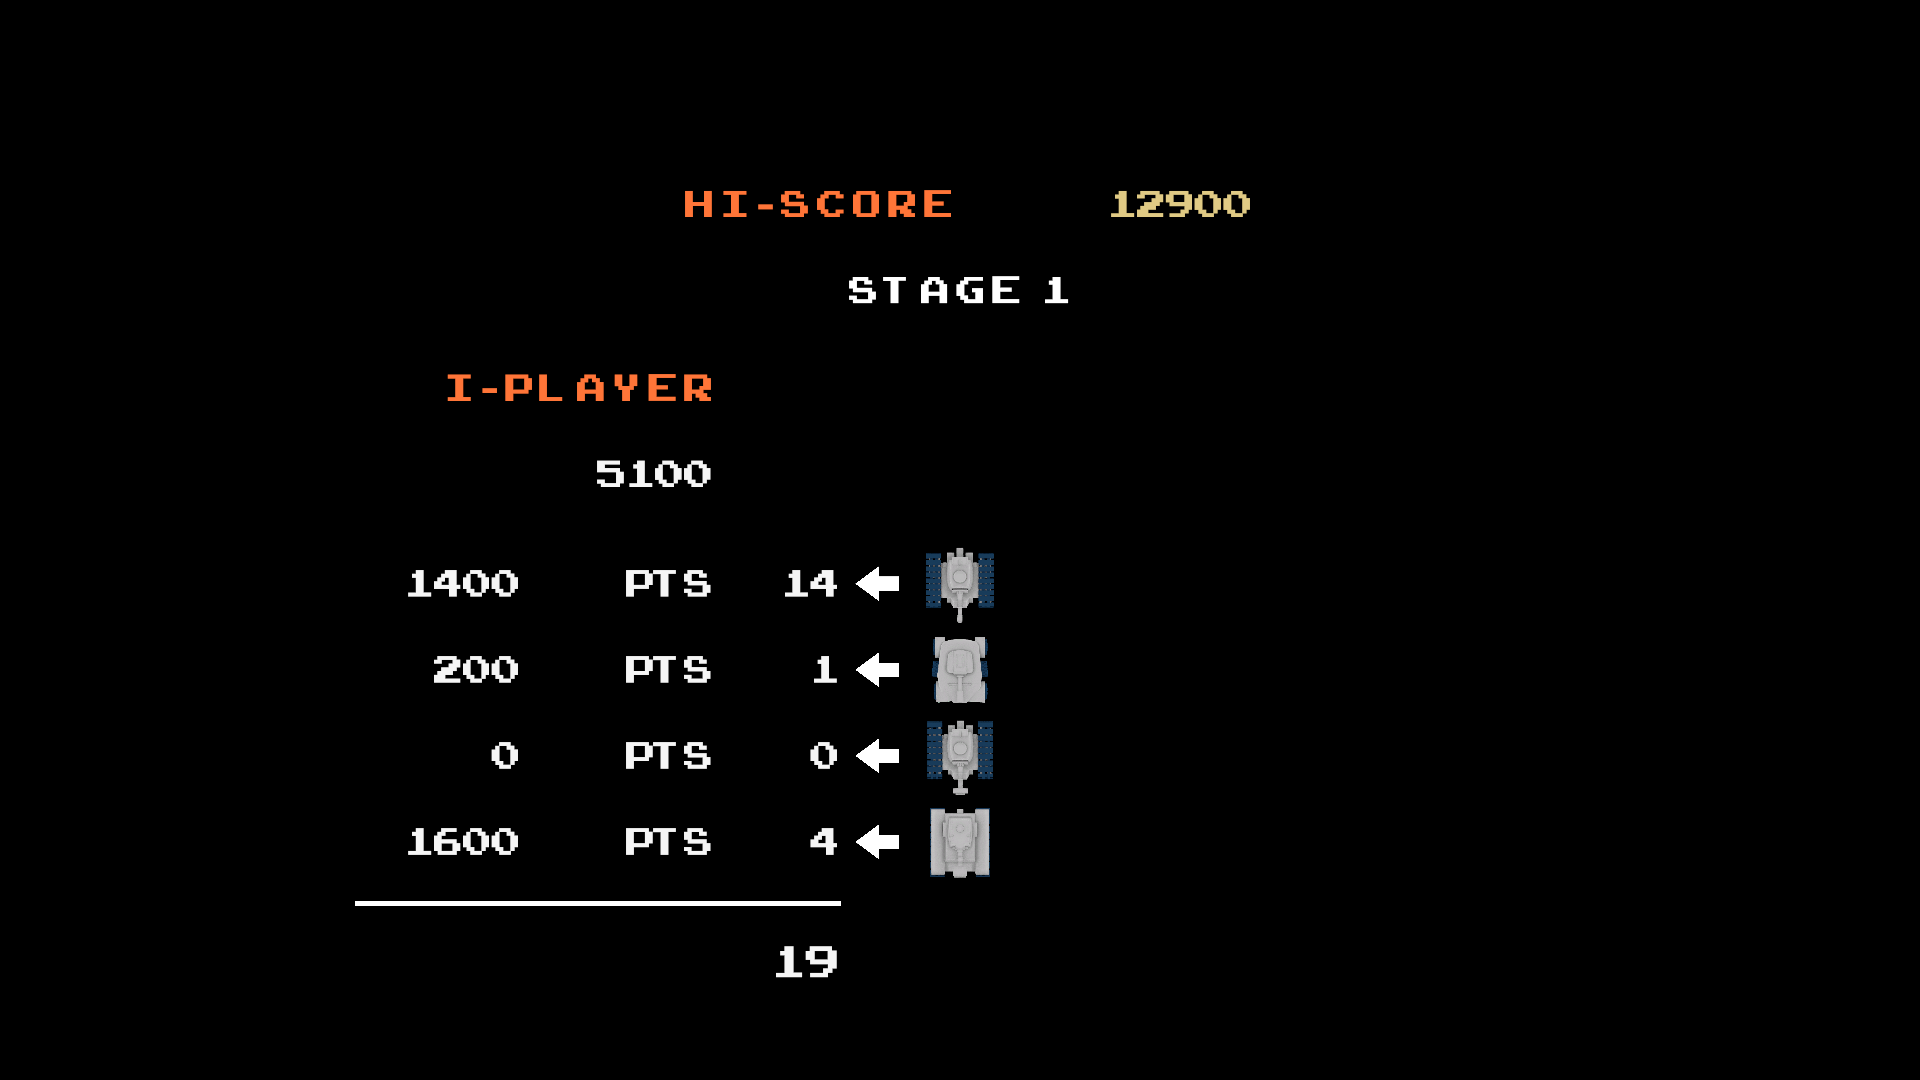 HI-SCORE 12900
STAGE 1
I-PLAYER
5100
1400 PTS 14
200 PTS 1
0 PTS 0
1600 PTS 4
19